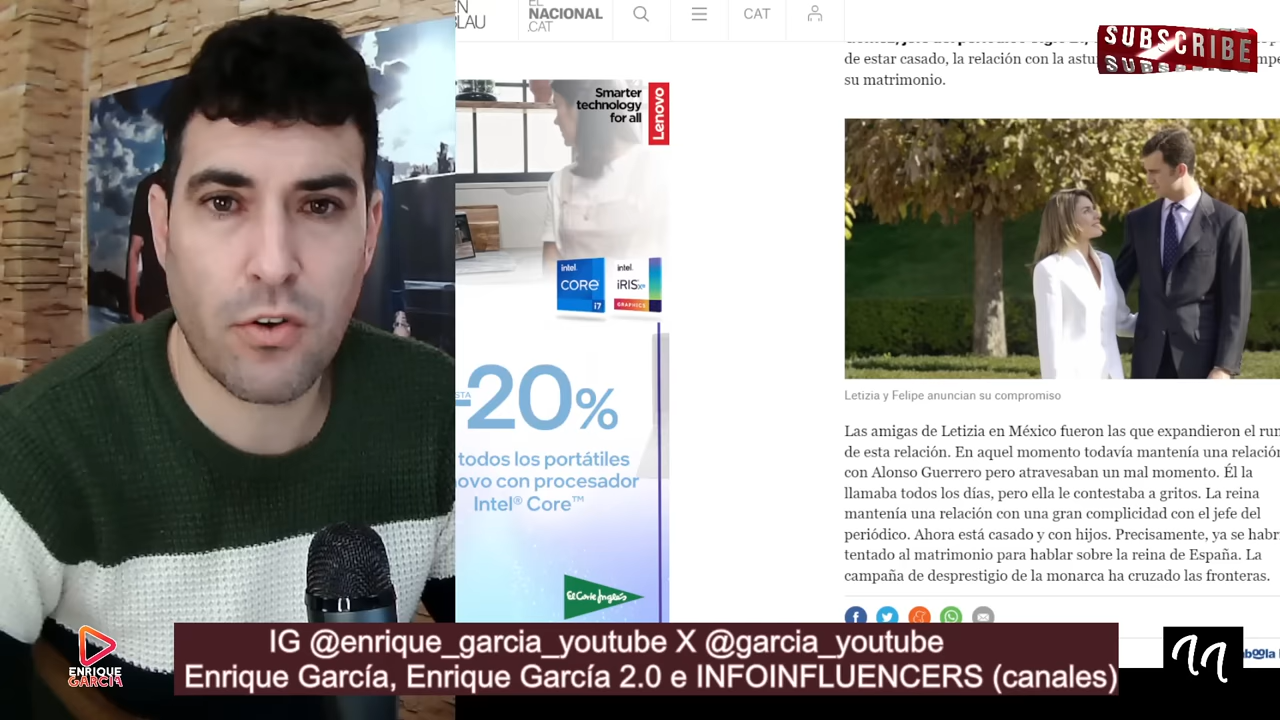 EN
BLAU
EL
NACIONAL
.CAT
CAT
SUBSCRIBE
de estar casado, la relación con la
su matrimonio.
Smarter
technology
for all
Lenovo
intel.
CORE
i7
intel.
iRISxe
GRAPHICS
-20%
todos los portátiles
ovo con procesador
Intel® Core™
El Corte Inglés
Letizia y Felipe anuncian su compromiso
Las amigas de Letizia en México fueron las que expandieron el
de esta relación. En aquel momento todavía mantenía una relación
con Alonso Guerrero pero atravesaban un mal momento. Él la
llamaba todos los días, pero ella le contestaba a gritos. La reina
mantenía una relación con una gran complicidad con el jefe del
periódico. Ahora está casado y con hijos. Precisamente, ya se
tentado al matrimonio para hablar sobre la reina de España. La
campaña de desprestigio de la monarca ha cruzado las fronteras.
IG @enrique_garcia_youtube X @garcia_youtube
Enrique García, Enrique García 2.0 e INFOINFLUENCERS (canales)
ENRIQUE
GARCÍA